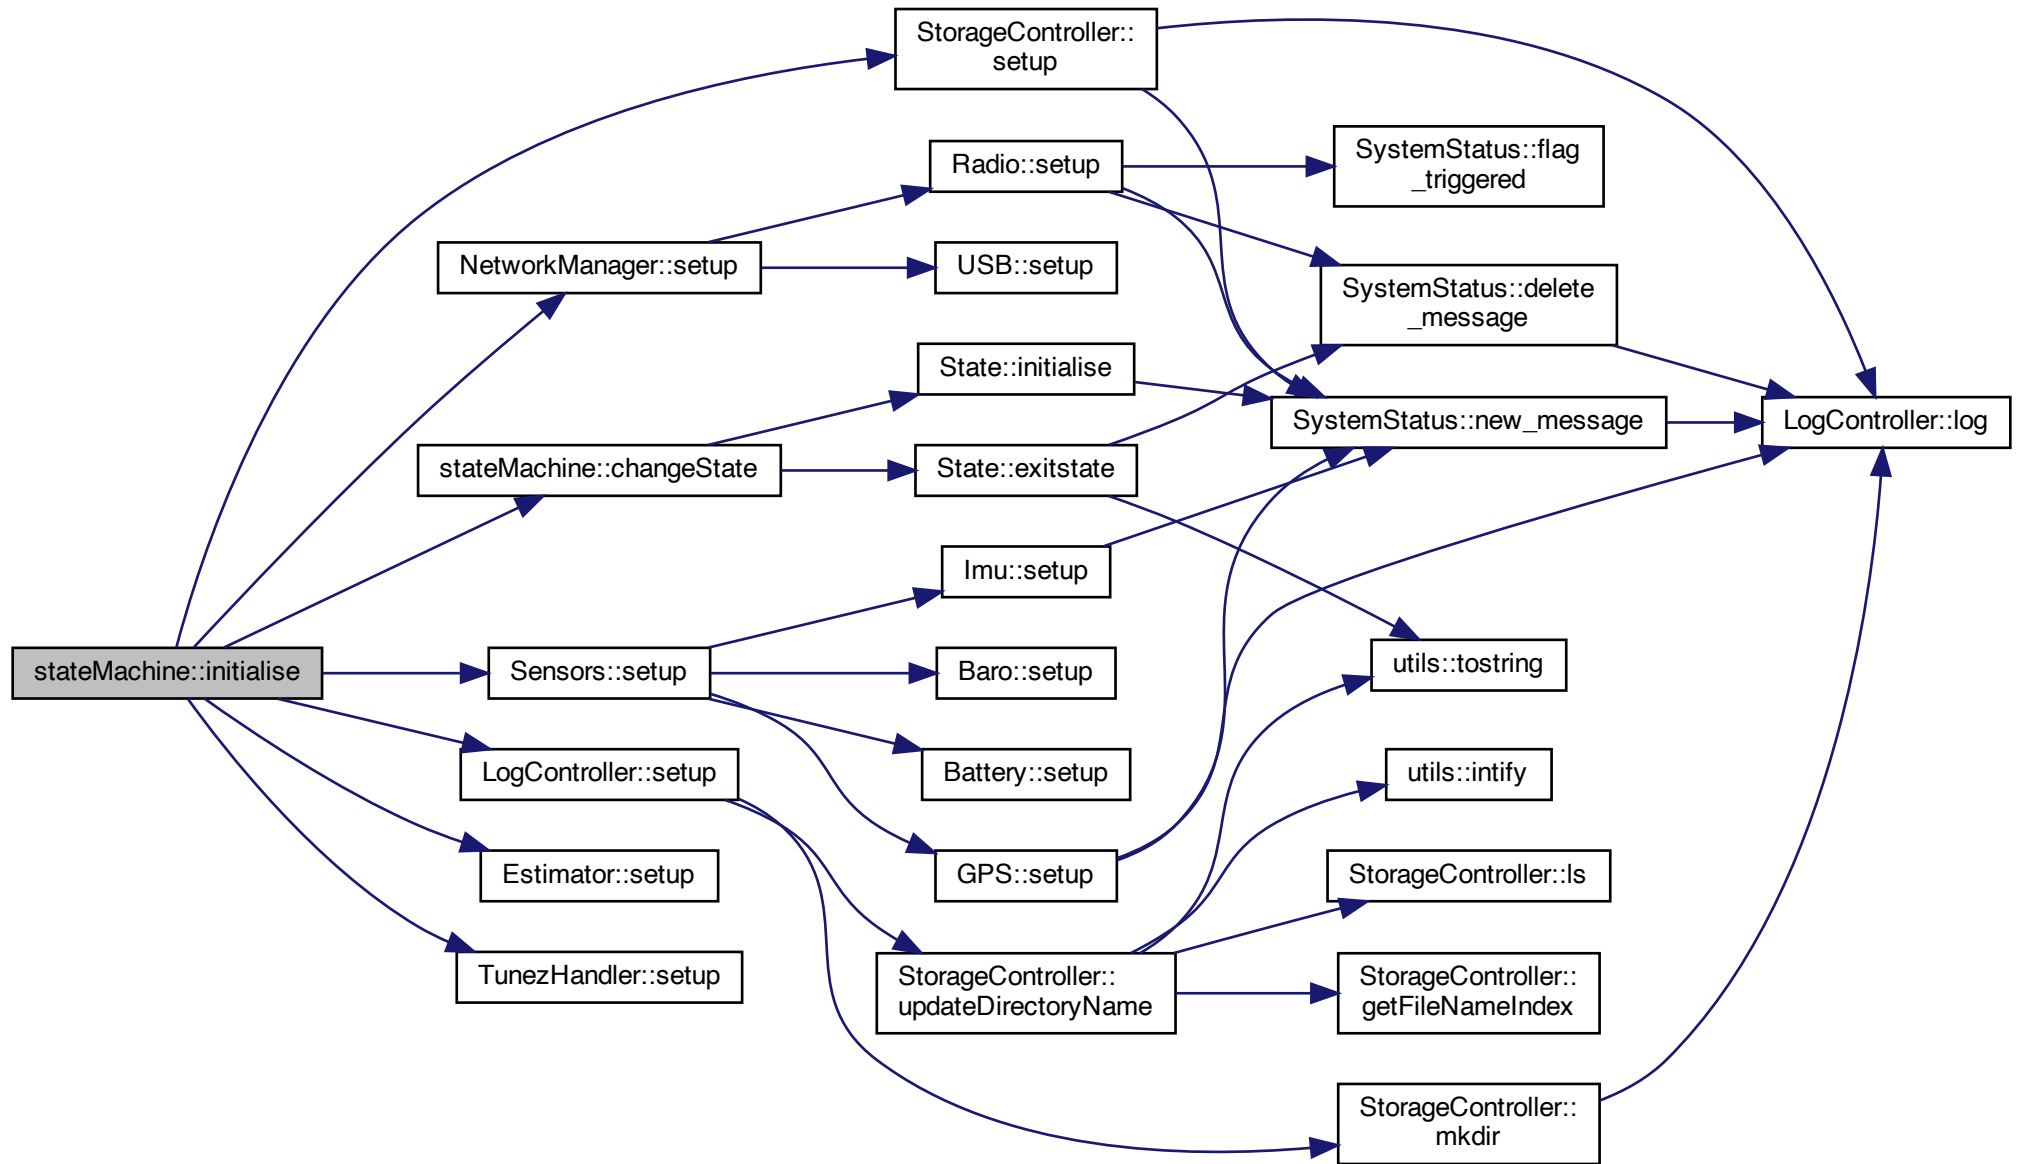 StorageController::
setup
Radio::setup
SystemStatus::flag
_triggered
NetworkManager::setup
USB::setup
SystemStatus::delete
_message
State::initialise
SystemStatus::new_message
LogController::log
stateMachine::changeState
State::exitstate
Imu::setup
stateMachine::initialise
Sensors::setup
Baro::setup
utils::tostring
LogController::setup
Battery::setup
utils::intify
Estimator::setup
GPS::setup
StorageController::ls
TunezHandler::setup
StorageController::
updateDirectoryName
StorageController::
getFileNameIndex
StorageController::
mkdir